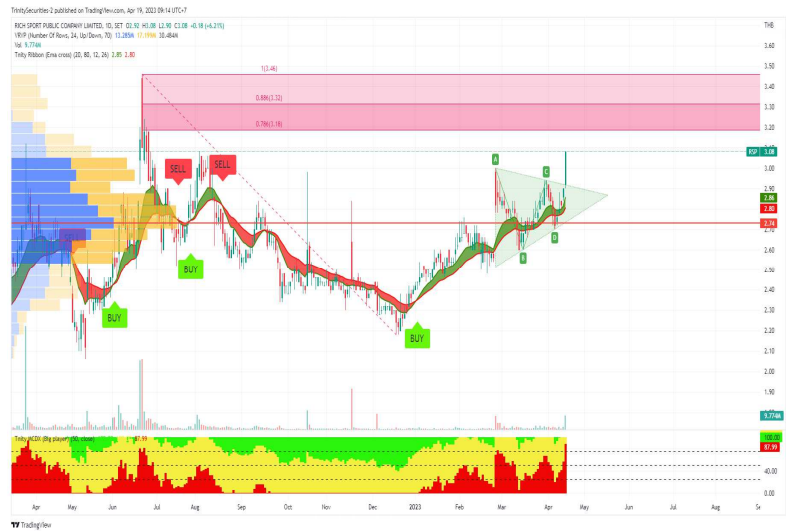 TrinitySecurities-2 published on TradingView.com, Apr 19, 2023 09:14 UTC+7
RICH SPORT PUBLIC COMPANY LIMITED, 1D, SET O2.92 H3.08 L2.90 C3.08 +0.18 (+6.21%)
THB
VRVP (Number Of Rows, 24, Up/Down, 70) 13.285M 17.199M 30.484M
Vol 9.774M
Trinity Ribbon (Ema cross) (20, 80, 12, 26) 2.85 2.80
3.60
3.50
1(3.46)
3.40
0.886(3.32)
3.30
0.786(3.18)
3.20
RSP 3.08
A
SELL
SELL
C
3.00
2.90
2.86
2.80
2.74
D
B
2.60
BUY
2.50
2.40
BUY
2.30
BUY
2.20
2.10
2.00
1.90
9.774M
Trinity MCDX (Big player) (50, close) 87.99
100.00
87.99
40.00
0.00
Apr May Jun Jul Aug Sep Oct Nov Dec 2023 Feb Mar Apr May Jun Jul Aug
TradingView